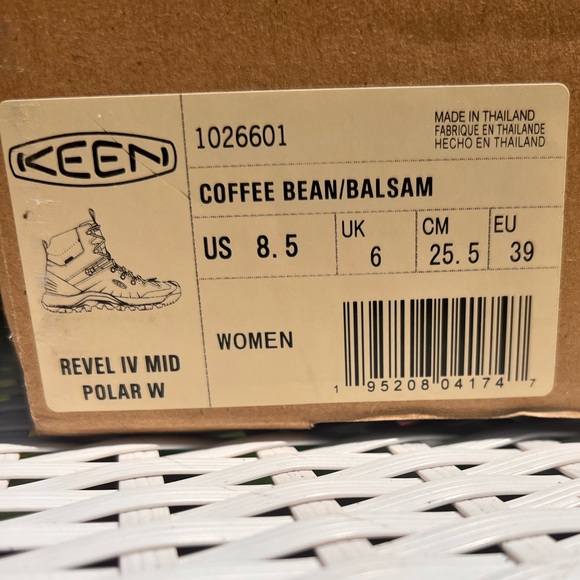 KEEN
REVEL IV MID
POLAR W
1026601
MADE IN THAILAND
FABRIQUE EN THAILANDE
HECHO EN THAILAND
COFFEE BEAN/BALSAM
US 8.5
UK
6
CM
25.5
EU
39
WOMEN
1 95208 04174 7